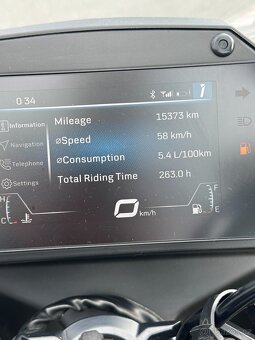 0:34
Mileage 15373 km
Information
øSpeed 58 km/h
Navigation
øConsumption 5.4 L/100km
Telephone
Total Riding Time 263.0 h
Settings
H F
0 km/h
C E